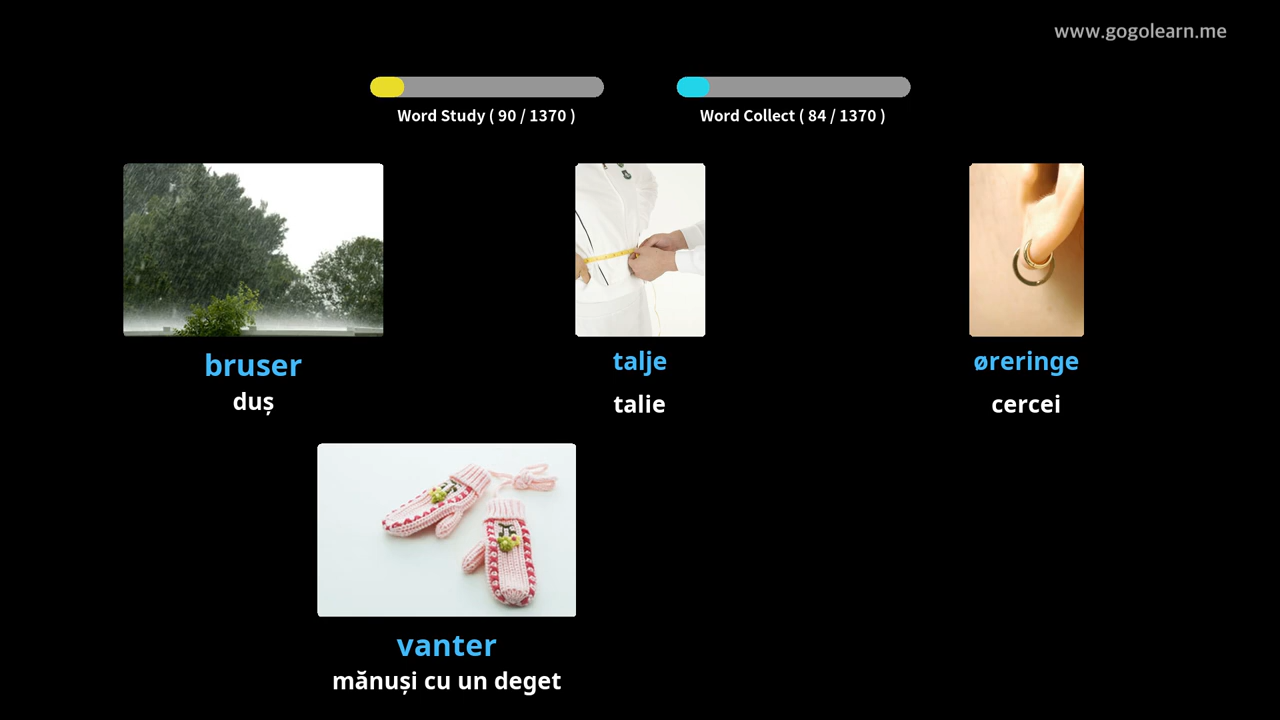 www.gogolearn.me
Word Study ( 90 / 1370 )
Word Collect ( 84 / 1370 )
bruser
duș
talje
talie
øreringe
cercei
vanter
mănuși cu un deget